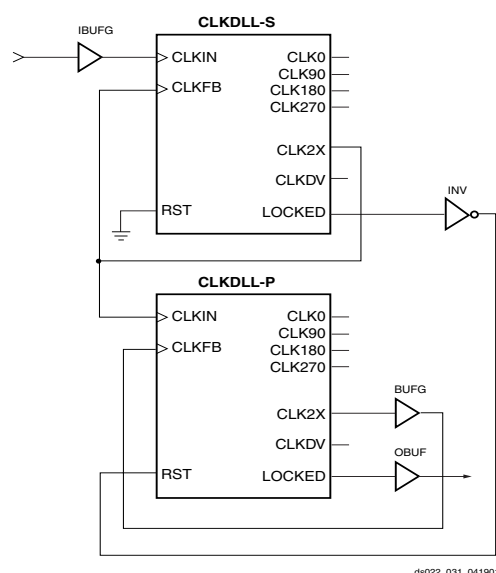 CLKDLL-S
IBUFG
CLKIN
CLKFB
RST
CLK0
CLK90
CLK180
CLK270
CLK2X
CLKDV
LOCKED
INV
CLKDLL-P
CLKIN
CLKFB
RST
CLK0
CLK90
CLK180
CLK270
CLK2X
CLKDV
LOCKED
BUFG
OBUF
ds022_031_041901